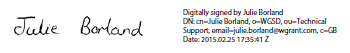 Julie Borland
Digitally signed by Julie Borland
DN: cn=Julie Borland, o=WGSD, ou=Technical
Support, email=julie.borland@wgrant.com, c=GB
Date: 2015.02.25 17:35:41 Z